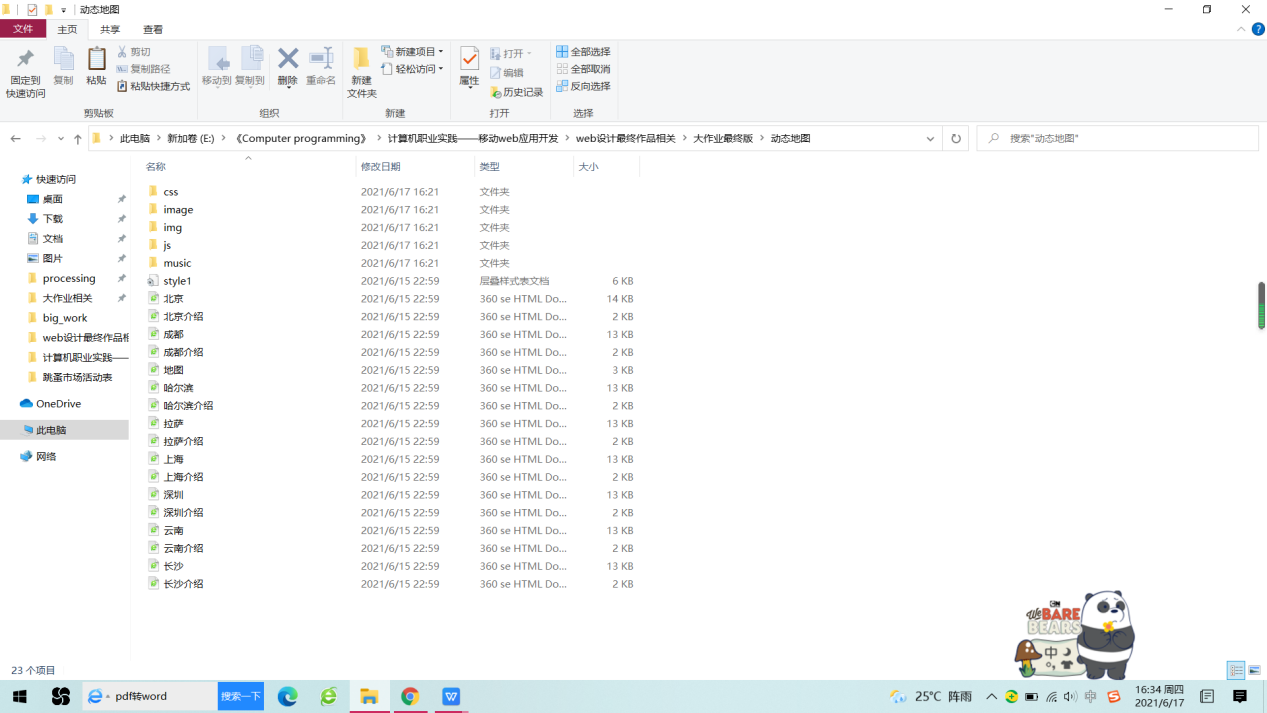 动态地图
文件 主页 共享 查看
固定到快速访问
复制
粘贴
剪切
复制路径
粘贴快捷方式
剪贴板
移动到
复制到
删除
重命名
组织
新建文件夹
新建项目
轻松访问
新建
属性
打开
编辑
历史记录
打开
全部选择
全部取消
反向选择
选择
此电脑 > 新加卷 (E:) > 《Computer programming》 > 计算机职业实践——移动web应用开发 > web设计最终作品相关 > 大作业最终版 > 动态地图
搜索"动态地图"
快速访问
桌面
下载
文档
图片
processing
大作业相关
big_work
web设计最终作品相
计算机职业实践——
跳蚤市场活动表
OneDrive
此电脑
网络
名称 修改日期 类型 大小
css 2021/6/17 16:21 文件夹
image 2021/6/17 16:21 文件夹
img 2021/6/17 16:21 文件夹
js 2021/6/17 16:21 文件夹
music 2021/6/17 16:21 文件夹
style1 2021/6/15 22:59 层叠样式表文档 6 KB
北京 2021/6/15 22:59 360 se HTML Do... 14 KB
北京介绍 2021/6/15 22:59 360 se HTML Do... 2 KB
成都 2021/6/15 22:59 360 se HTML Do... 13 KB
成都介绍 2021/6/15 22:59 360 se HTML Do... 2 KB
地图 2021/6/15 22:59 360 se HTML Do... 3 KB
哈尔滨 2021/6/15 22:59 360 se HTML Do... 13 KB
哈尔滨介绍 2021/6/15 22:59 360 se HTML Do... 2 KB
拉萨 2021/6/15 22:59 360 se HTML Do... 13 KB
拉萨介绍 2021/6/15 22:59 360 se HTML Do... 2 KB
上海 2021/6/15 22:59 360 se HTML Do... 13 KB
上海介绍 2021/6/15 22:59 360 se HTML Do... 2 KB
深圳 2021/6/15 22:59 360 se HTML Do... 13 KB
深圳介绍 2021/6/15 22:59 360 se HTML Do... 2 KB
云南 2021/6/15 22:59 360 se HTML Do... 13 KB
云南介绍 2021/6/15 22:59 360 se HTML Do... 2 KB
长沙 2021/6/15 22:59 360 se HTML Do... 13 KB
长沙介绍 2021/6/15 22:59 360 se HTML Do... 2 KB
CN
We BARE BEARS
中
23 个项目
pdf转word 搜索一下
25°C 阵雨
中
16:34 周四
2021/6/17